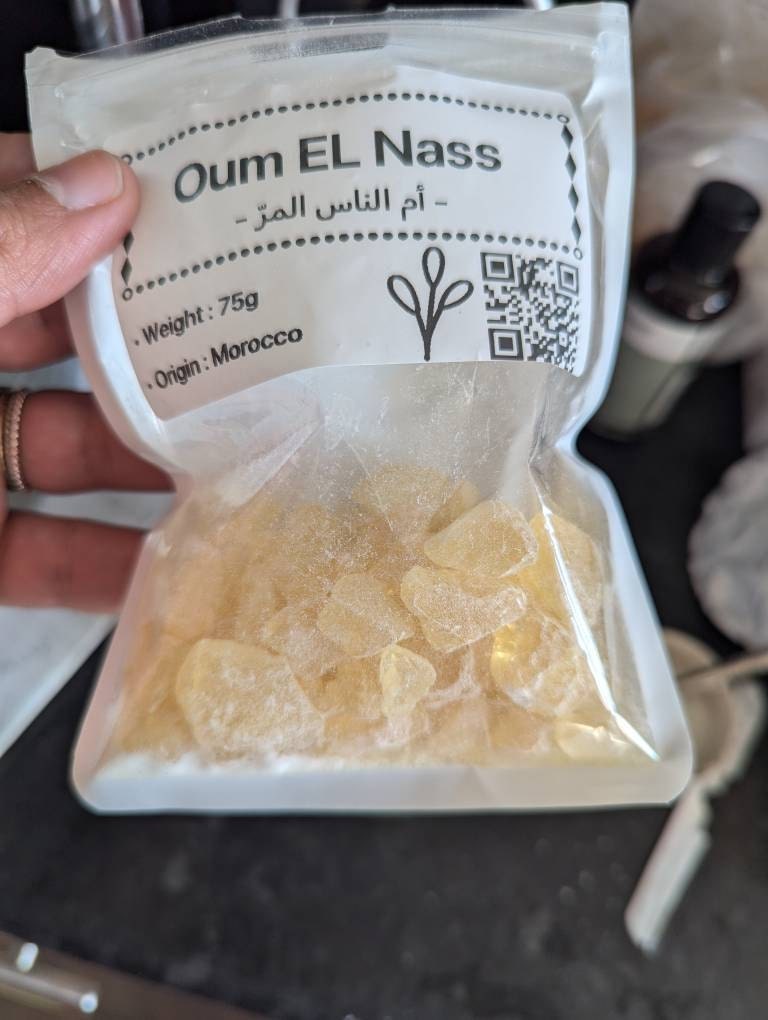 Oum EL Nass
- أم الناس المرّ -
. Weight : 75g
. Origin : Morocco